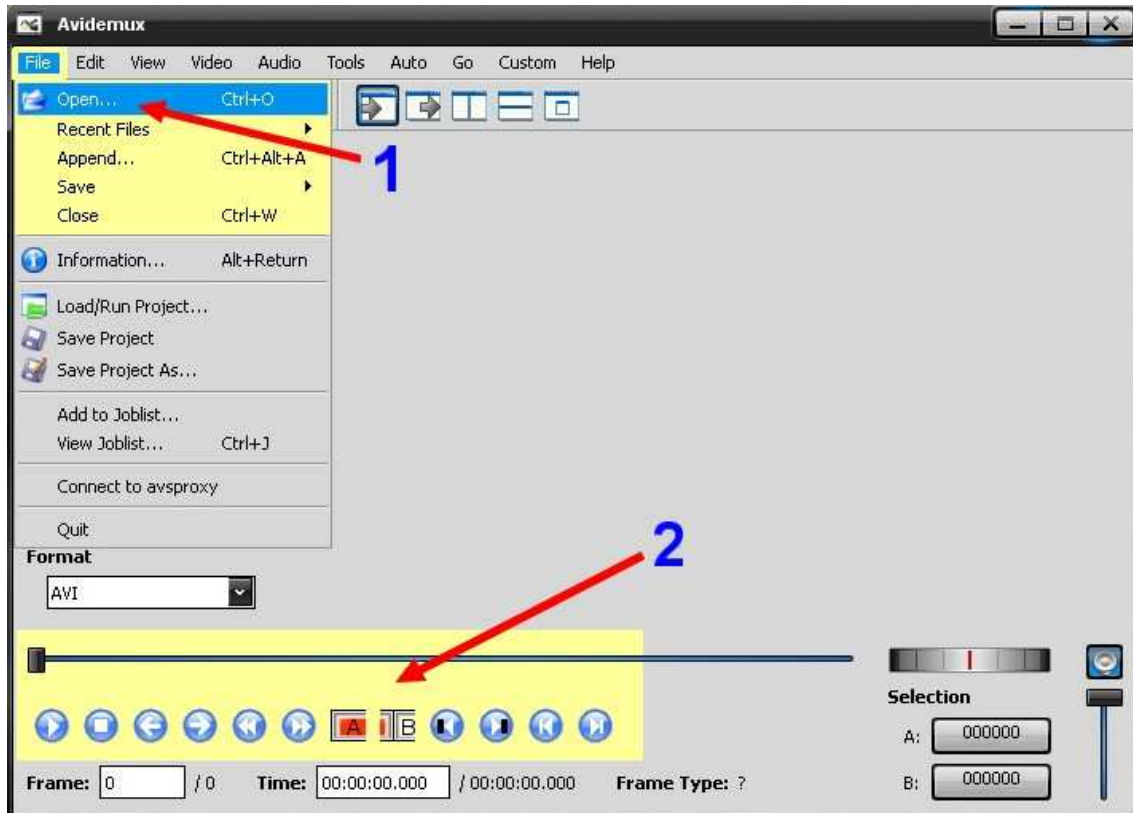 Avidemux
File Edit View Video Audio Tools Auto Go Custom Help
Open... Ctrl+O
Recent Files
Append... Ctrl+Alt+A
Save
Close Ctrl+W
Information... Alt+Return
Load/Run Project...
Save Project
Save Project As...
Add to Joblist...
View Joblist... Ctrl+J
Connect to avsproxy
Quit
1
2
Format
AVI
A B
Selection
A: 000000
B: 000000
Frame: 0 / 0 Time: 00:00:00.000 / 00:00:00.000 Frame Type: ?